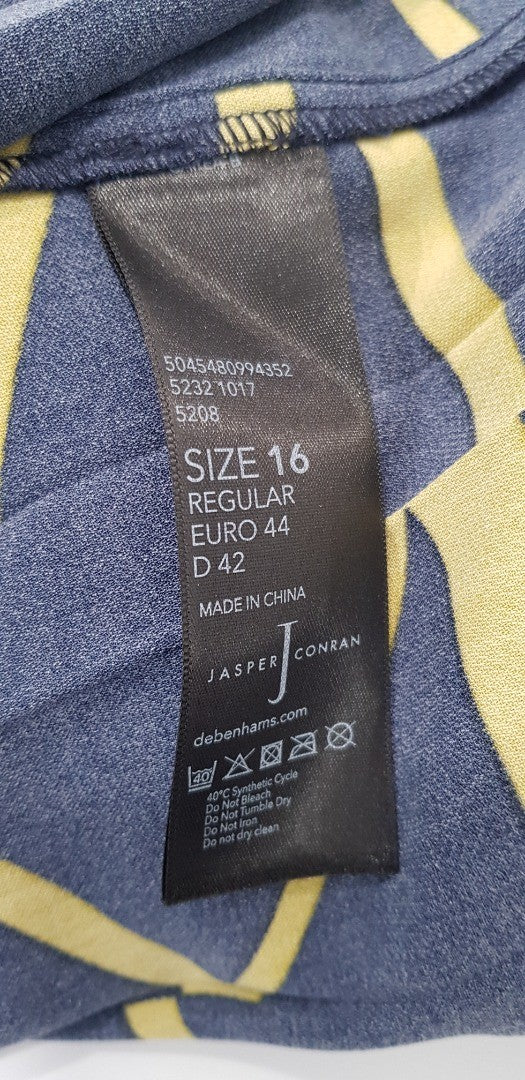 5045480994352
5232 1017
5208
SIZE 16
REGULAR
EURO 44
D 42
MADE IN CHINA
JASPER J CONRAN
debenhams.com
40
40°C Synthetic Cycle
Do Not Bleach
Do Not Tumble Dry
Do Not Iron
Do not dry clean